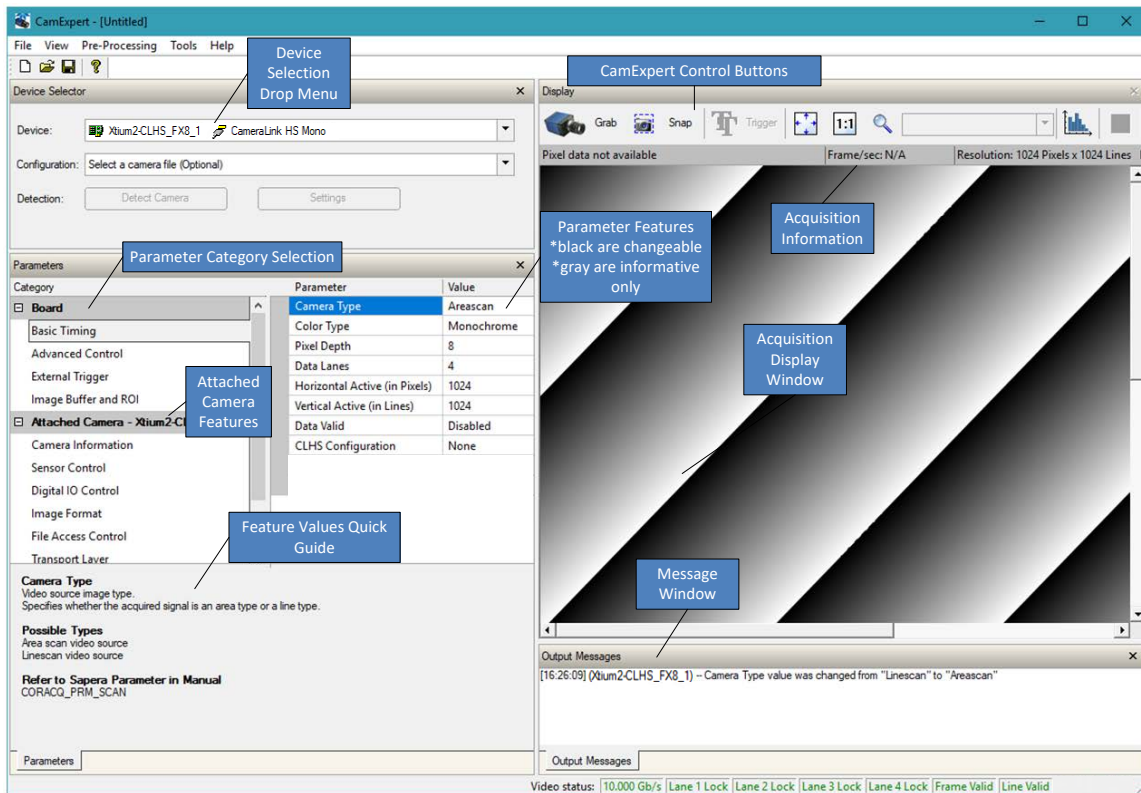 CamExpert - [Untitled]
File View Pre-Processing Tools Help
Device Selection Drop Menu
CamExpert Control Buttons
Device Selector
Device: Xtium2-CLHS_FX8_1 CameraLink HS Mono
Configuration: Select a camera file (Optional)
Detection: Detect Camera Settings
Display
Grab Snap Trigger 1:1
Pixel data not available Frame/sec: N/A Resolution: 1024 Pixels x 1024 Lines
Acquisition Information
Parameter Features
*black are changeable
*gray are informative only
Parameter Category Selection
Parameters
Category Parameter Value
Board
Basic Timing
Advanced Control
External Trigger
Image Buffer and ROI
Attached Camera - Xtium2-CL
Camera Information
Sensor Control
Digital IO Control
Image Format
File Access Control
Transport Layer
Camera Type Areascan
Color Type Monochrome
Pixel Depth 8
Data Lanes 4
Horizontal Active (in Pixels) 1024
Vertical Active (in Lines) 1024
Data Valid Disabled
CLHS Configuration None
Attached Camera Features
Acquisition Display Window
Feature Values Quick Guide
Camera Type
Video source image type.
Specifies whether the acquired signal is an area type or a line type.
Possible Types
Area scan video source
Linescan video source
Refer to Sapera Parameter in Manual
CORACQ_PRM_SCAN
Parameters
Message Window
Output Messages
[16:26:09] (Xtium2-CLHS_FX8_1) -- Camera Type value was changed from "Linescan" to "Areascan"
Output Messages
Video status: 10.000 Gb/s Lane 1 Lock Lane 2 Lock Lane 3 Lock Lane 4 Lock Frame Valid Line Valid